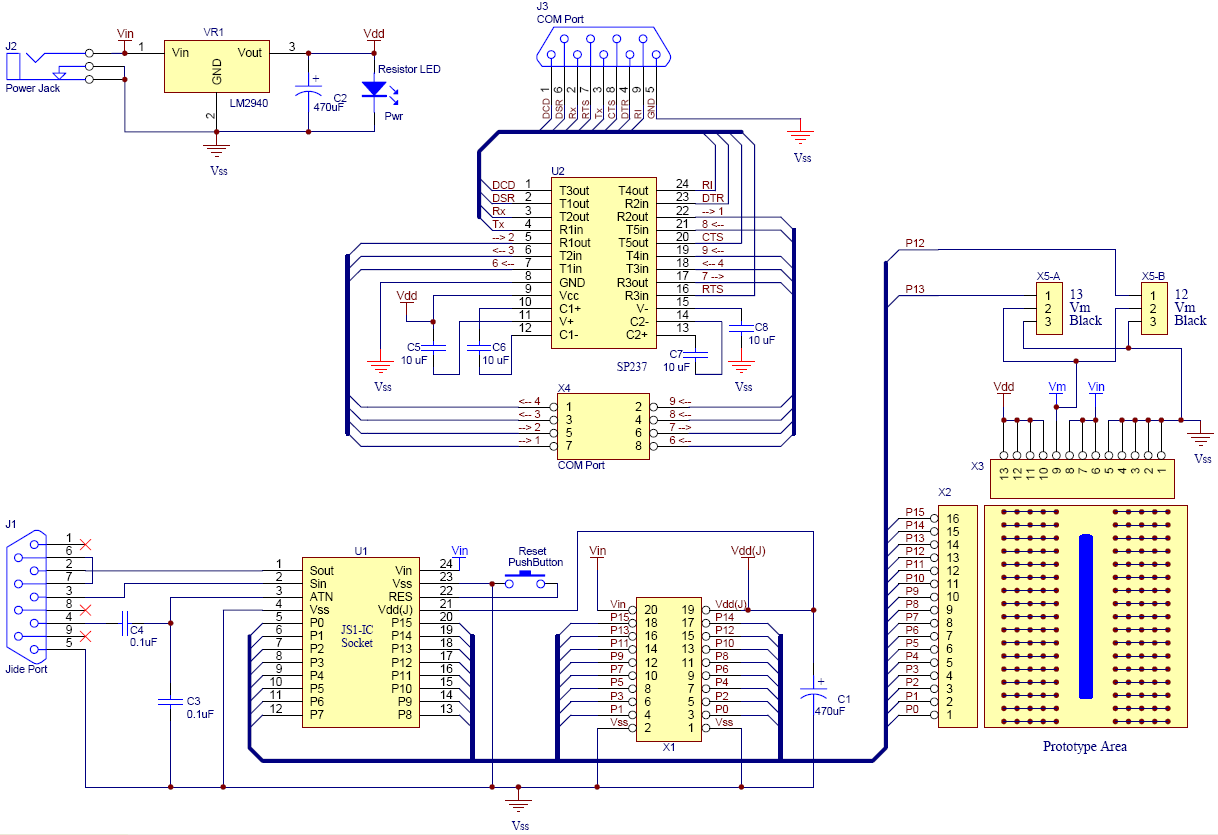 J2
Power Jack
Vin
1
VR1
Vin
Vout
GND
LM2940
2
3
Vss
+
C2
470uF
Vdd
Resistor LED
Pwr
J3
COM Port
DCD 1
DSR 6
Rx 2
RTS 7
Tx 3
CTS 8
DTR 4
RI 9
GND 5
Vss
U2
DCD 1 T3out
DSR 2 T1out
Rx 3 T2out
Tx 4 R1in
--> 2 5 R1out
<-- 3 6 T2in
6 <-- 7 T1in
8 GND
9 Vcc
10 C1+
11 V+
12 C1-
T4out 24 RI
R2in 23 DTR
R2out 22 --> 1
T5in 21 8 <--
T5out 20 CTS
T4in 19 9 <--
T3in 18 <-- 4
R3out 17 7 -->
R3in 16 RTS
V- 15
C2- 14
C2+ 13
SP237
Vdd
C5
10 uF
C6
10 uF
C7
10 uF
C8
10 uF
Vss
Vss
X4
<-- 4 1 2 9 <--
<-- 3 3 4 8 <--
--> 2 5 6 7 -->
--> 1 7 8 6 <--
COM Port
P12
P13
X5-A
1
2
3
13
Vm
Black
X5-B
1
2
3
12
Vm
Black
Vdd
Vm
Vin
Vss
X3
13 12 11 10 9 8 7 6 5 4 3 2 1
X2
P15 16
P14 15
P13 14
P12 13
P11 12
P10 11
P9 10
P8 9
P7 8
P6 7
P5 6
P4 5
P3 4
P2 3
P1 2
P0 1
Prototype Area
J1
1
6
2
7
3
8
4
9
5
Jide Port
C4
0.1uF
C3
0.1uF
U1
1 Sout
2 Sin
3 ATN
4 Vss
5 P0
6 P1
7 P2
8 P3
9 P4
10 P5
11 P6
12 P7
JS1-IC
Socket
Vin 24
Vss 23
RES 22
Vdd(J) 21
P15 20
P14 19
P13 18
P12 17
P11 16
P10 15
P9 14
P8 13
Vin
Reset
PushButton
Vin
Vdd(J)
Vin 20 19 Vdd(J)
P15 18 17 P14
P13 16 15 P12
P11 14 13 P10
P9 12 11 P8
P7 10 9 P6
P5 8 7 P4
P3 6 5 P2
P1 4 3 P0
Vss 2 1 Vss
X1
+
C1
470uF
Vss